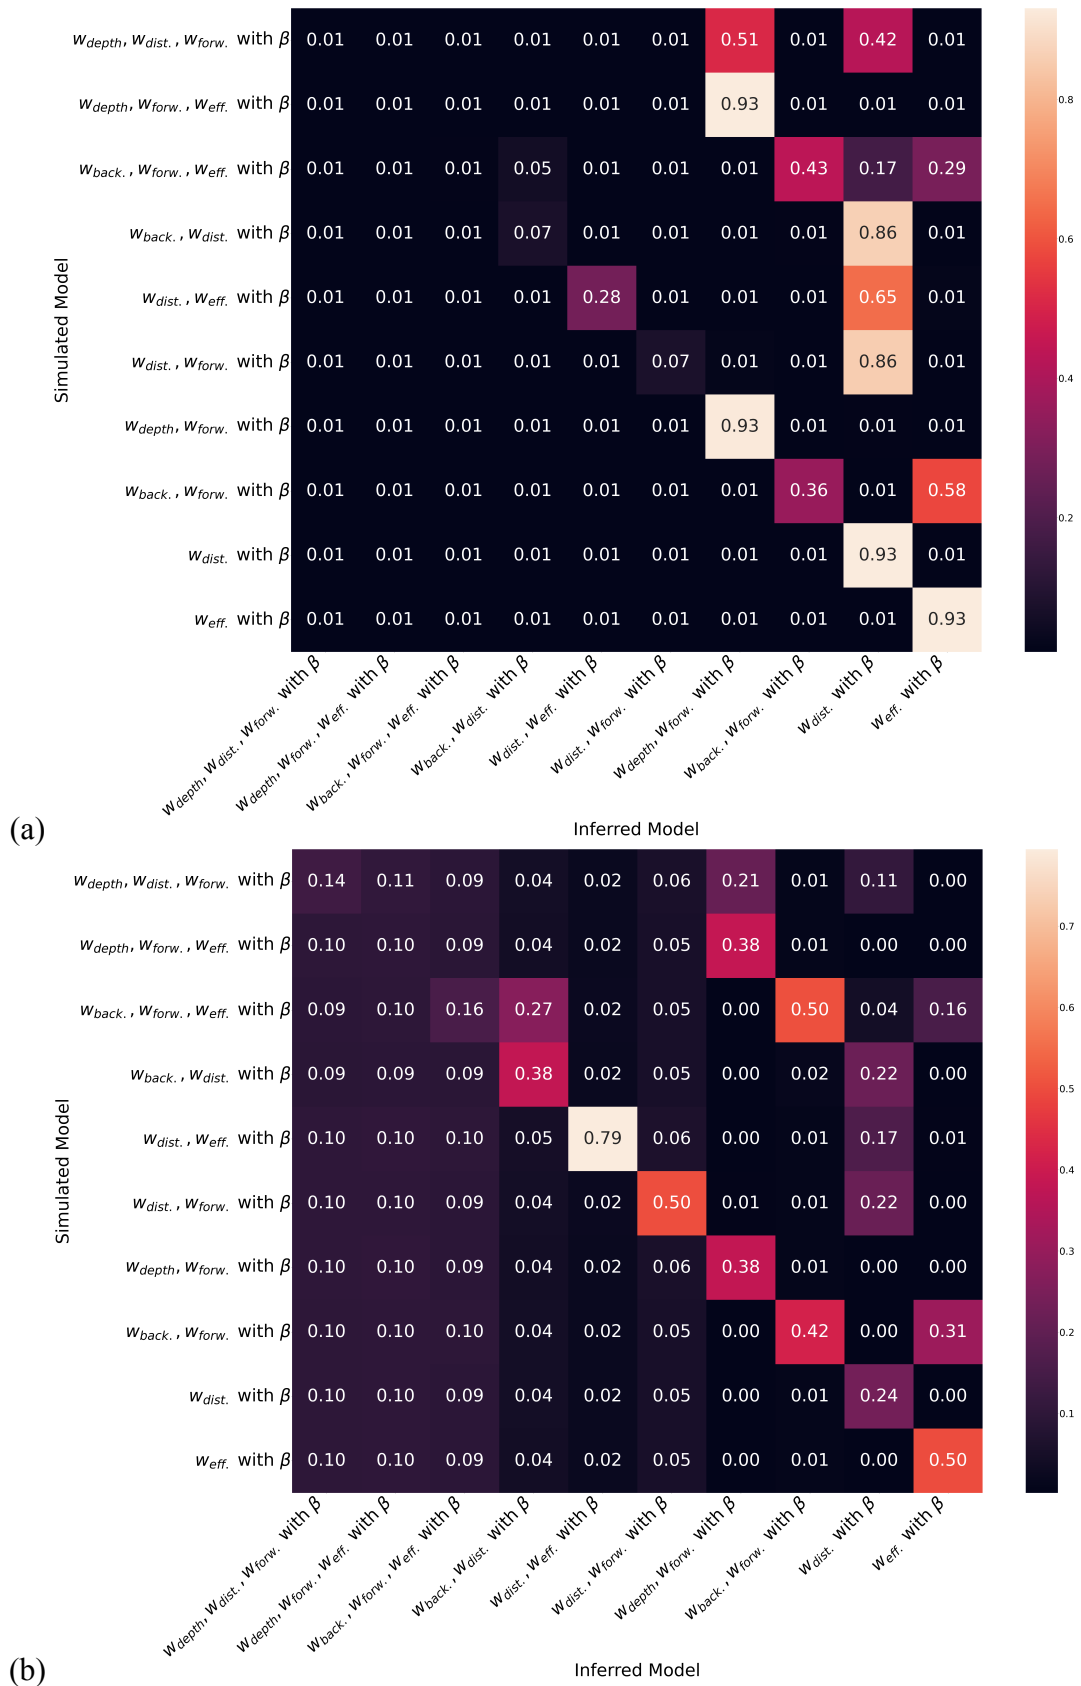 w_depth, w_dist., w_forw. with β 0.01 0.01 0.01 0.01 0.01 0.01 0.51 0.01 0.42 0.01
w_depth, w_forw., w_eff. with β 0.01 0.01 0.01 0.01 0.01 0.01 0.93 0.01 0.01 0.01
w_back., w_forw., w_eff. with β 0.01 0.01 0.01 0.05 0.01 0.01 0.01 0.43 0.17 0.29
w_back., w_dist. with β 0.01 0.01 0.01 0.07 0.01 0.01 0.01 0.01 0.86 0.01
w_dist., w_eff. with β 0.01 0.01 0.01 0.01 0.28 0.01 0.01 0.01 0.65 0.01
w_dist., w_forw. with β 0.01 0.01 0.01 0.01 0.01 0.07 0.01 0.01 0.86 0.01
w_depth, w_forw. with β 0.01 0.01 0.01 0.01 0.01 0.01 0.93 0.01 0.01 0.01
w_back., w_forw. with β 0.01 0.01 0.01 0.01 0.01 0.01 0.01 0.36 0.01 0.58
w_dist. with β 0.01 0.01 0.01 0.01 0.01 0.01 0.01 0.01 0.93 0.01
w_eff. with β 0.01 0.01 0.01 0.01 0.01 0.01 0.01 0.01 0.01 0.93
Simulated Model
0.8
0.6
0.4
0.2
w_depth, w_dist., w_forw. with β
w_depth, w_forw., w_eff. with β
w_back., w_forw., w_eff. with β
w_back., w_dist. with β
w_dist., w_eff. with β
w_dist., w_forw. with β
w_depth, w_forw. with β
w_back., w_forw. with β
w_dist. with β
w_eff. with β
(a)
Inferred Model
w_depth, w_dist., w_forw. with β 0.14 0.11 0.09 0.04 0.02 0.06 0.21 0.01 0.11 0.00
w_depth, w_forw., w_eff. with β 0.10 0.10 0.09 0.04 0.02 0.05 0.38 0.01 0.00 0.00
w_back., w_forw., w_eff. with β 0.09 0.10 0.16 0.27 0.02 0.05 0.00 0.50 0.04 0.16
w_back., w_dist. with β 0.09 0.09 0.09 0.38 0.02 0.05 0.00 0.02 0.22 0.00
w_dist., w_eff. with β 0.10 0.10 0.10 0.05 0.79 0.06 0.00 0.01 0.17 0.01
w_dist., w_forw. with β 0.10 0.10 0.09 0.04 0.02 0.50 0.01 0.01 0.22 0.00
w_depth, w_forw. with β 0.10 0.10 0.09 0.04 0.02 0.06 0.38 0.01 0.00 0.00
w_back., w_forw. with β 0.10 0.10 0.10 0.04 0.02 0.05 0.00 0.42 0.00 0.31
w_dist. with β 0.10 0.10 0.09 0.04 0.02 0.05 0.00 0.01 0.24 0.00
w_eff. with β 0.10 0.10 0.09 0.04 0.02 0.05 0.00 0.01 0.00 0.50
Simulated Model
0.7
0.6
0.5
0.4
0.3
0.2
0.1
w_depth, w_dist., w_forw. with β
w_depth, w_forw., w_eff. with β
w_back., w_forw., w_eff. with β
w_back., w_dist. with β
w_dist., w_eff. with β
w_dist., w_forw. with β
w_depth, w_forw. with β
w_back., w_forw. with β
w_dist. with β
w_eff. with β
(b)
Inferred Model